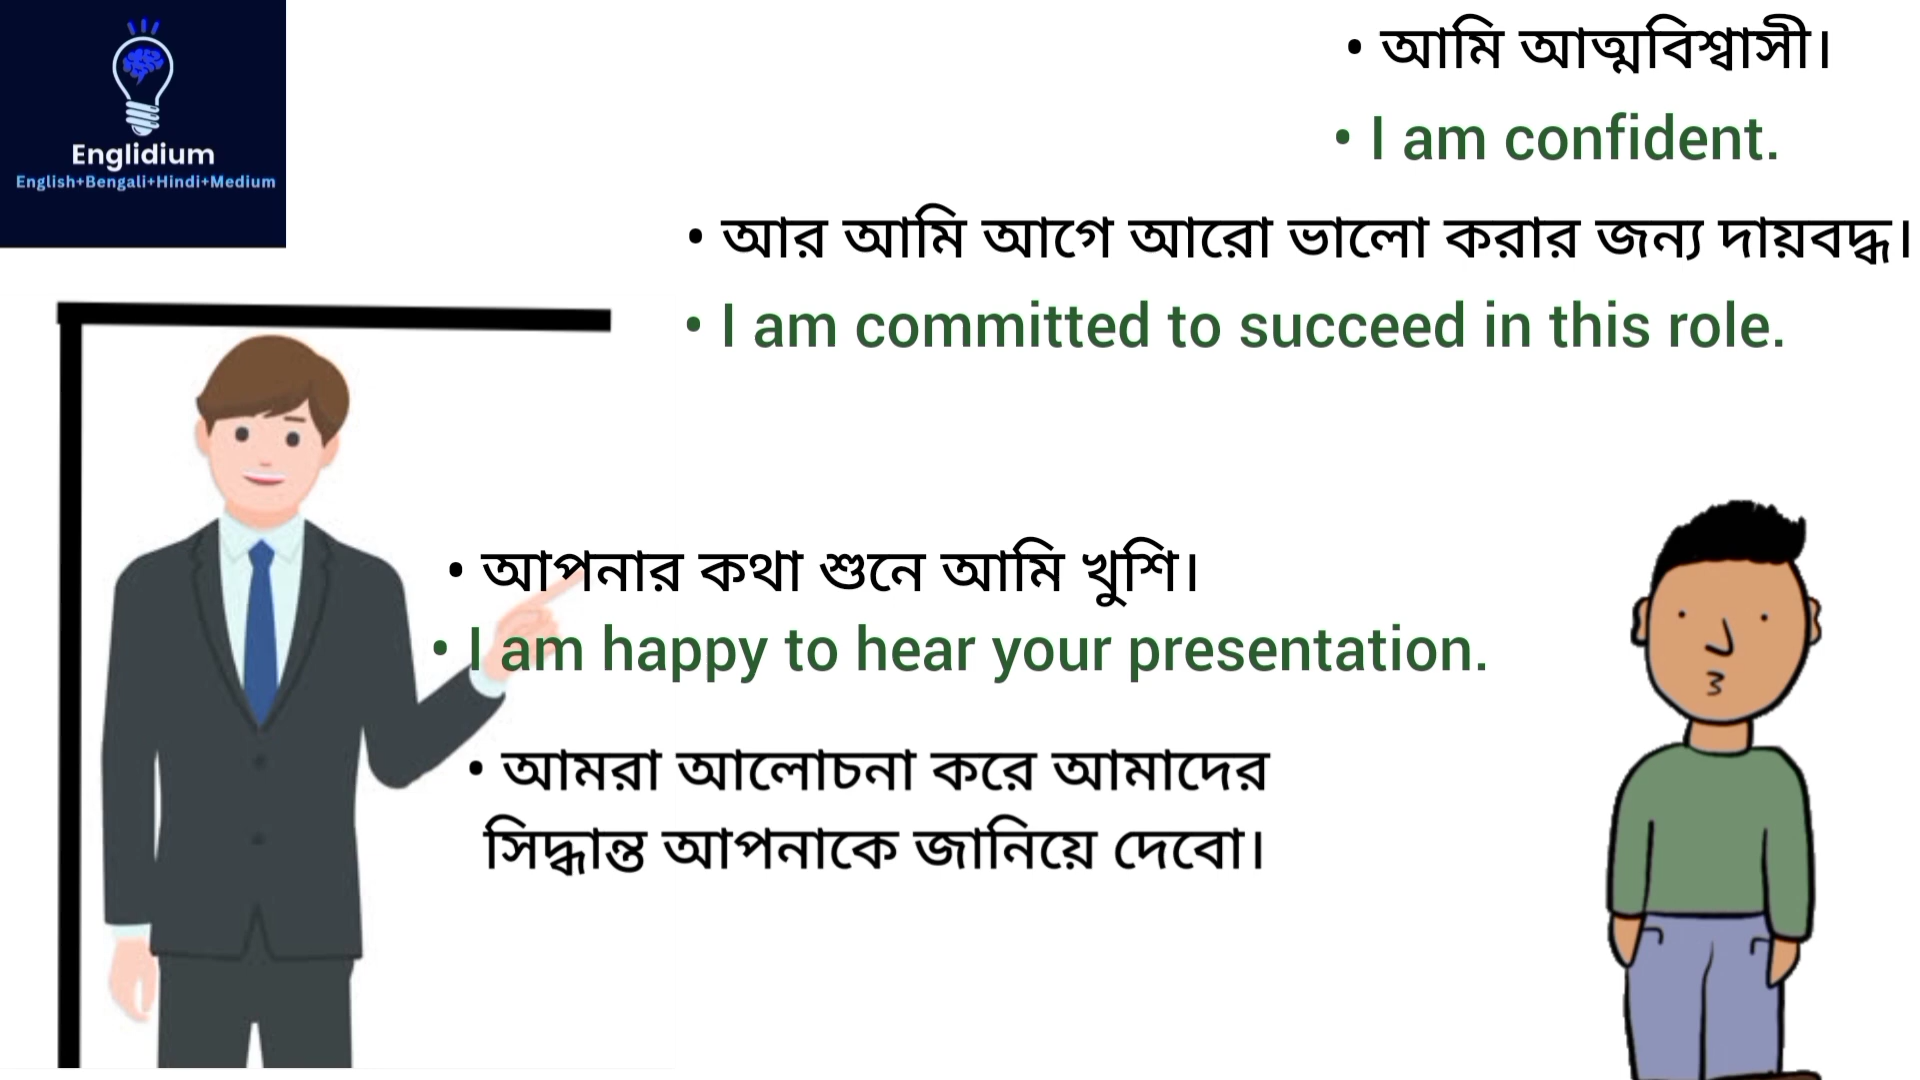 Englidium
English+Bengali+Hindi+Medium
• আমি আত্মবিশ্বাসী।
• I am confident.
• আর আমি আগে আরো ভালো করার জন্য দায়বদ্ধ।
• I am committed to succeed in this role.
• আপনার কথা শুনে আমি খুশি।
• I am happy to hear your presentation.
• আমরা আলোচনা করে আমাদের
সিদ্ধান্ত আপনাকে জানিয়ে দেবো।